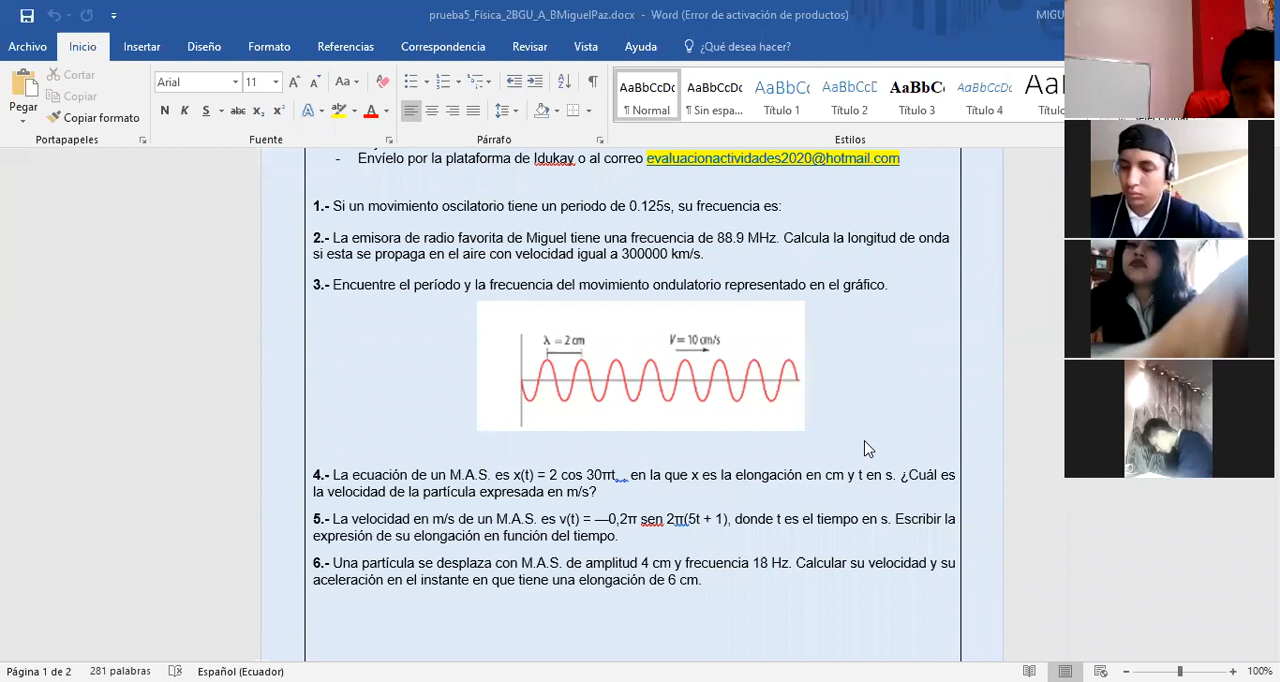 prueba5_Física_2BGU_A_BMiguelPaz.docx - Word (Error de activación de productos)
MIGU
Archivo Inicio Insertar Diseño Formato Referencias Correspondencia Revisar Vista Ayuda ¿Qué desea hacer?
Pegar
Cortar
Copiar
Copiar formato
Portapapeles
Arial 11
Aa
N K S abc x₂ x²
A A
Fuente
Párrafo
AaBbCcDc AaBbCcDc AaBbCc AaBbCcD AaBbC AaBbCcDc AaB
¶ Normal ¶ Sin espa... Título 1 Título 2 Título 3 Título 4 Título
Estilos
- Envíelo por la plataforma de Idukay o al correo evaluacionactividades2020@hotmail.com
1.- Si un movimiento oscilatorio tiene un periodo de 0.125s, su frecuencia es:
2.- La emisora de radio favorita de Miguel tiene una frecuencia de 88.9 MHz. Calcula la longitud de onda
si esta se propaga en el aire con velocidad igual a 300000 km/s.
3.- Encuentre el período y la frecuencia del movimiento ondulatorio representado en el gráfico.
λ = 2 cm V = 10 cm/s
4.- La ecuación de un M.A.S. es x(t) = 2 cos 30πt, en la que x es la elongación en cm y t en s. ¿Cuál es
la velocidad de la partícula expresada en m/s?
5.- La velocidad en m/s de un M.A.S. es v(t) = —0,2π sen 2π(5t + 1), donde t es el tiempo en s. Escribir la
expresión de su elongación en función del tiempo.
6.- Una partícula se desplaza con M.A.S. de amplitud 4 cm y frecuencia 18 Hz. Calcular su velocidad y su
aceleración en el instante en que tiene una elongación de 6 cm.
Página 1 de 2 281 palabras Español (Ecuador) 100%